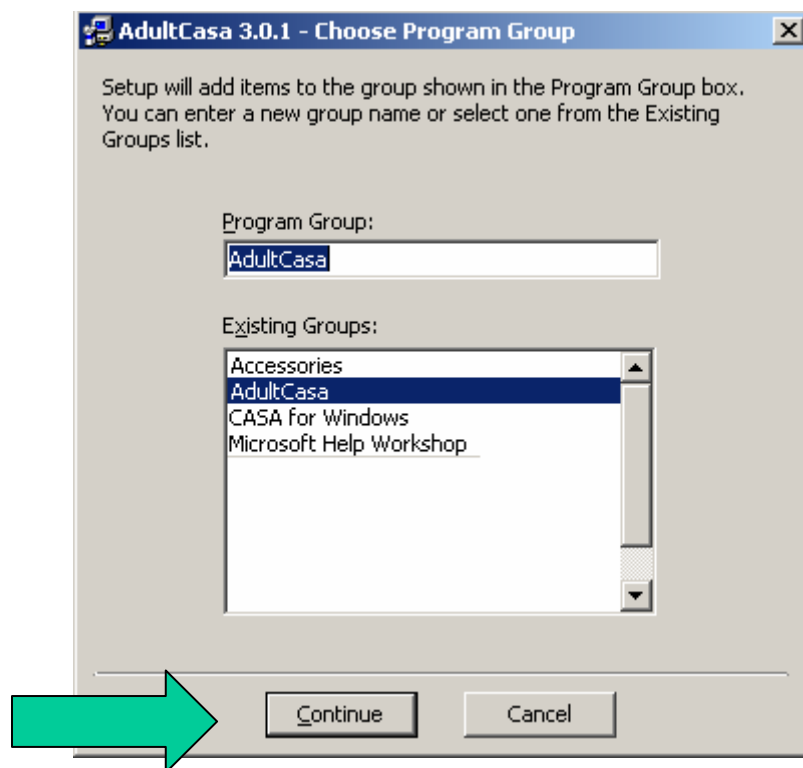 AdultCasa 3.0.1 - Choose Program Group
Setup will add items to the group shown in the Program Group box.
You can enter a new group name or select one from the Existing
Groups list.
Program Group:
AdultCasa
Existing Groups:
Accessories
AdultCasa
CASA for Windows
Microsoft Help Workshop
Continue
Cancel